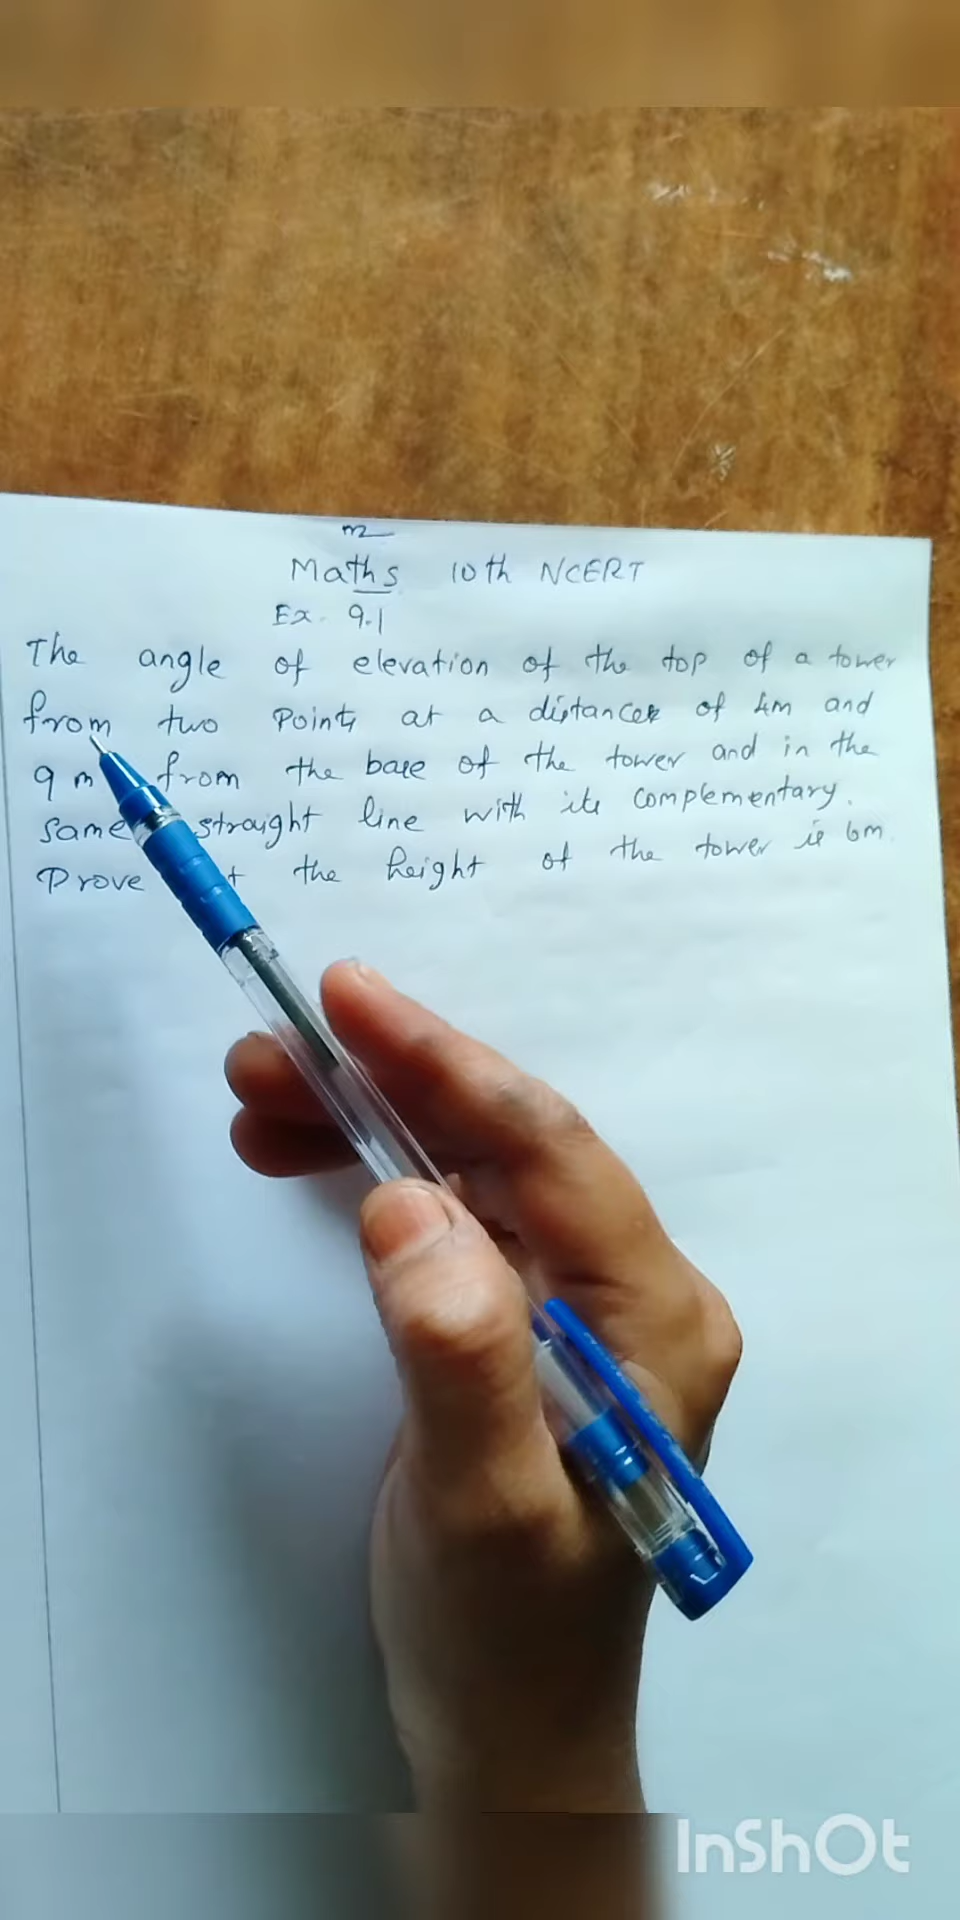 Maths 10th NCERT
Ex. 9.1
The angle of elevation of the top of a tower
from two points at a distance of 4m and
9 m from the base of the tower and in the
same straight line with its complementary.
Prove the height of the tower is 6m.
InShOt